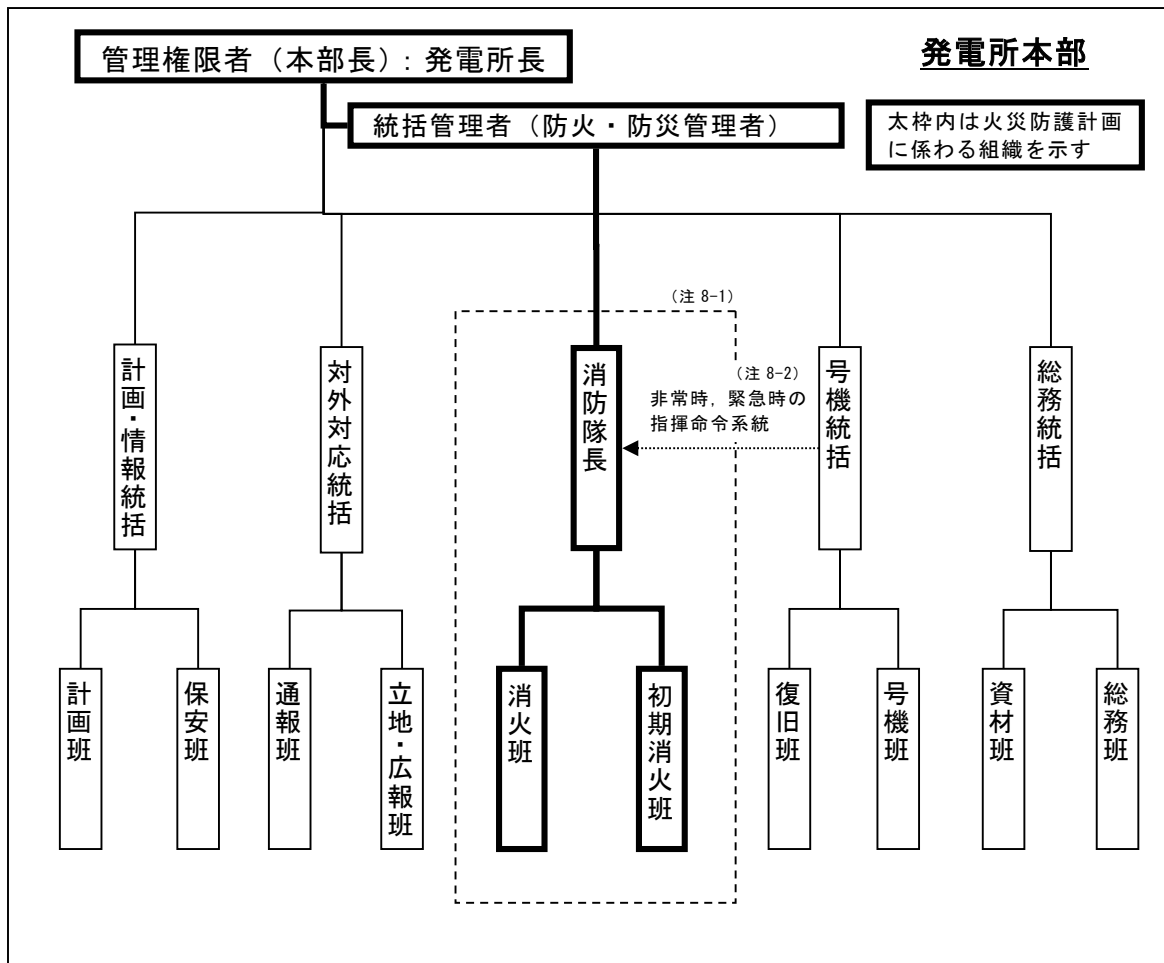 管理権限者（本部長）：発電所長
発電所本部
統括管理者（防火・防災管理者）
太枠内は火災防護計画
に係わる組織を示す
（注 8-1）
計画・情報統括
対外対応統括
消防隊長
（注 8-2）
非常時，緊急時の
指揮命令系統
号機統括
総務統括
計画班
保安班
通報班
立地・広報班
消火班
初期消火班
復旧班
号機班
資材班
総務班